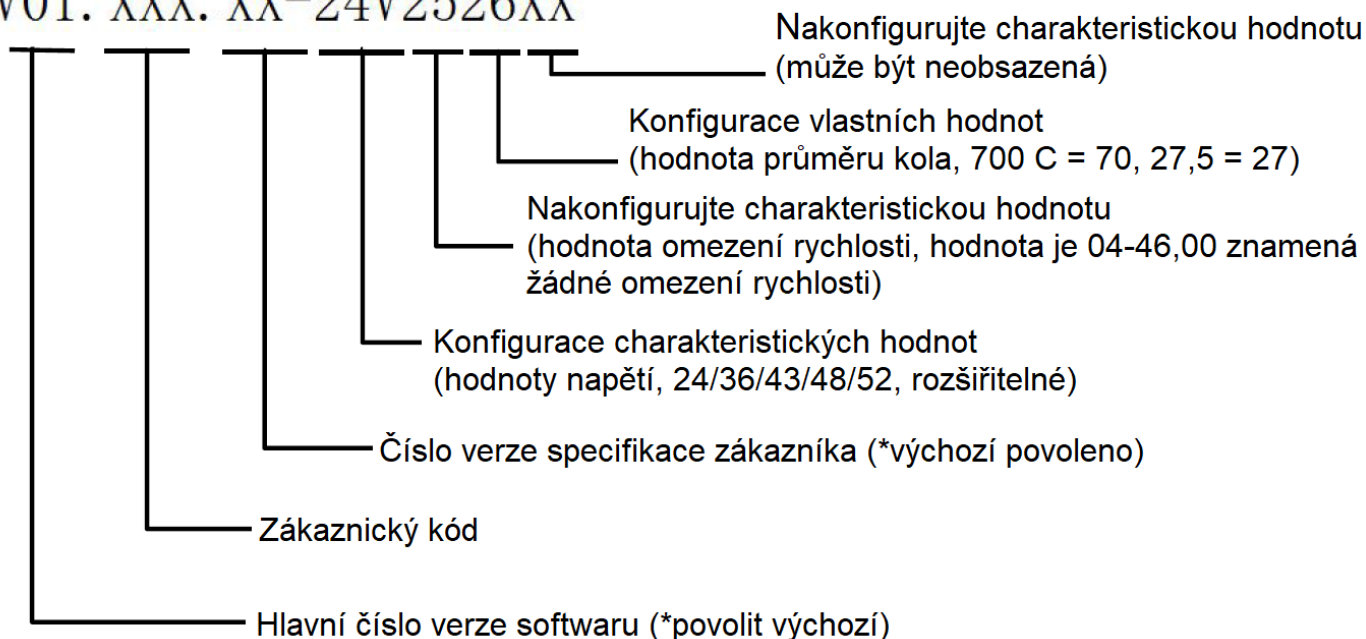 V01. XXX. XX-24V2526XX
Nakonfigurujte charakteristickou hodnotu
(může být neobsazená)
Konfigurace vlastních hodnot
(hodnota průměru kola, 700 C = 70, 27,5 = 27)
Nakonfigurujte charakteristickou hodnotu
(hodnota omezení rychlosti, hodnota je 04-46,00 znamená
žádné omezení rychlosti)
Konfigurace charakteristických hodnot
(hodnoty napětí, 24/36/43/48/52, rozšiřitelné)
Číslo verze specifikace zákazníka (*výchozí povoleno)
Zákaznický kód
Hlavní číslo verze softwaru (*povolit výchozí)